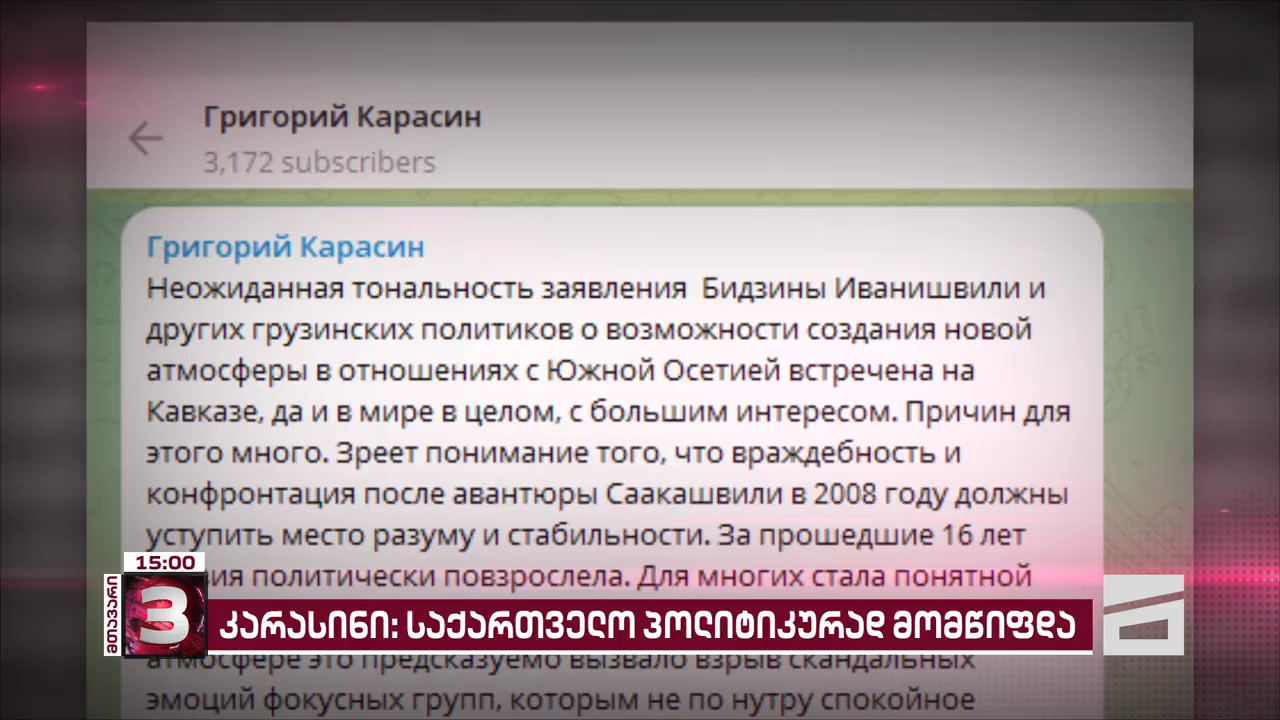 Григорий Карасин
3,172 subscribers
Григорий Карасин
Неожиданная тональность заявления Бидзины Иванишвили и
других грузинских политиков о возможности создания новой
атмосферы в отношениях с Южной Осетией встречена на
Кавказе, да и в мире в целом, с большим интересом. Причин для
этого много. Зреет понимание того, что враждебность и
конфронтация после авантюры Саакашвили в 2008 году должны
уступить место разуму и стабильности. За прошедшие 16 лет
политически повзрослела. Для многих стала понятной
15:00
მთავარი
3
კარასინი: საქართველო პოლიტიკურად მომწიფდა
атмосфере это предсказуемо вызвало взрыв скандальных
эмоций фокусных групп, которым не по нутру спокойное